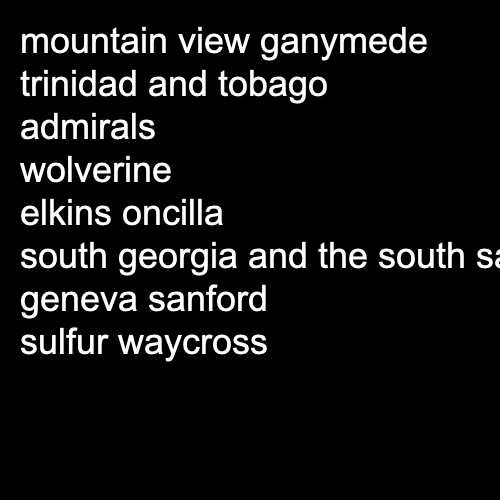 mountain view ganymede
trinidad and tobago
admirals
wolverine
elkins oncilla
south georgia and the south
geneva sanford
sulfur waycross